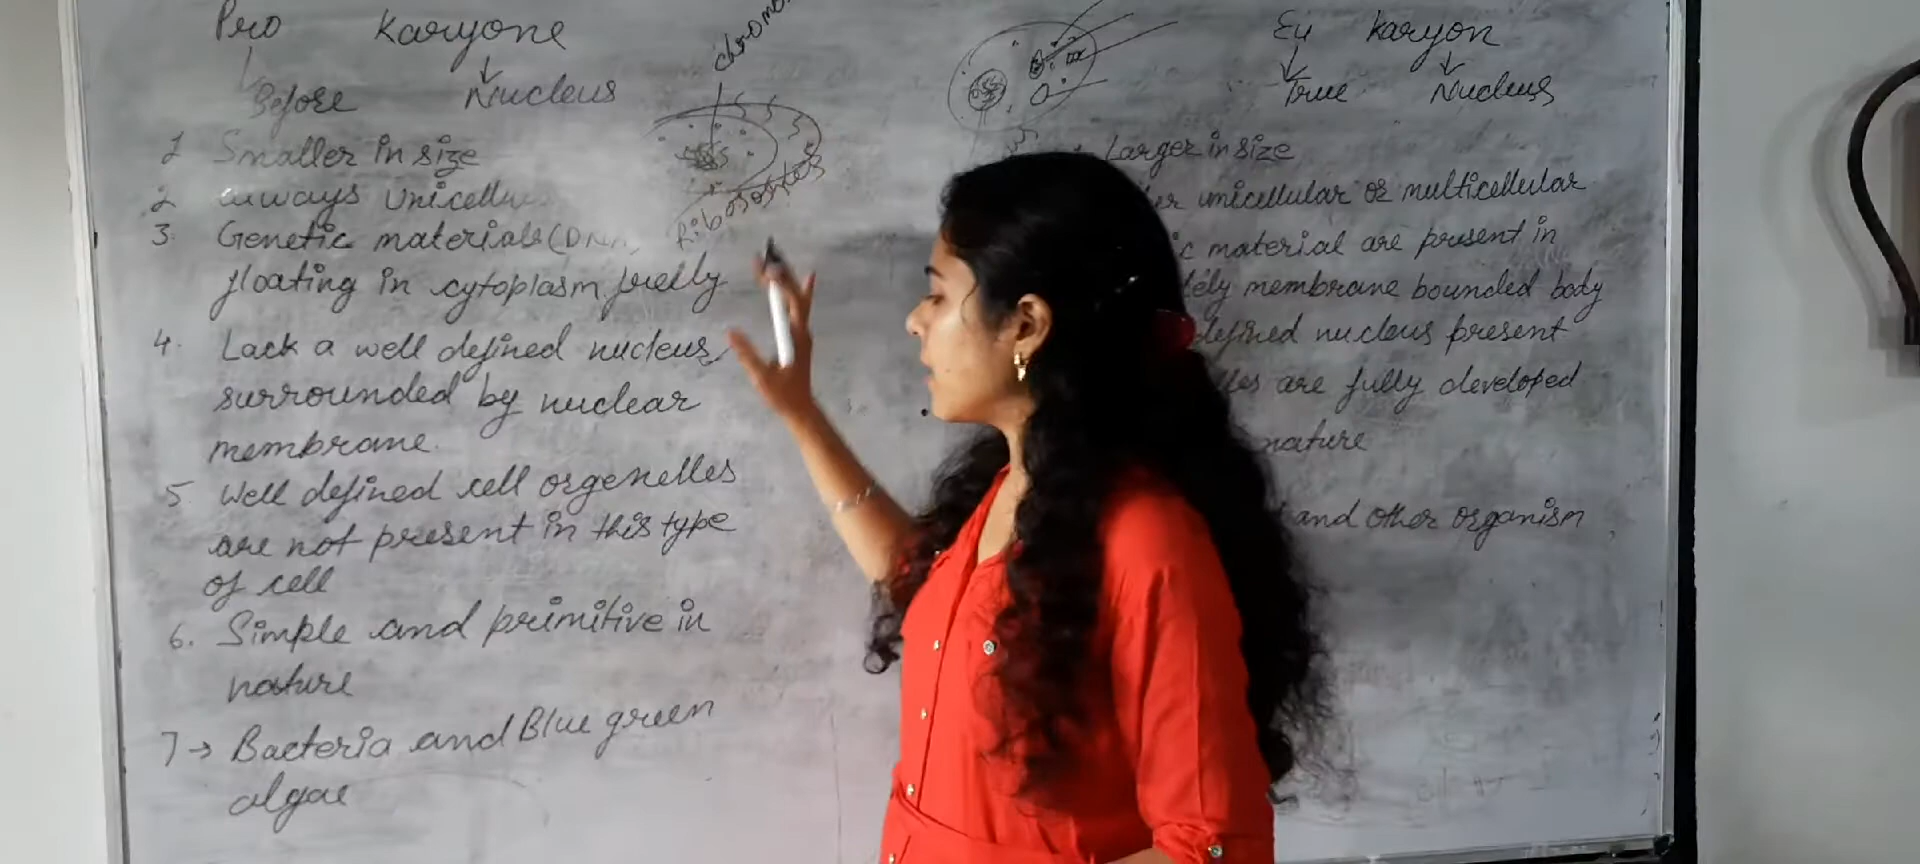 Pro Karyone
Before Nucleus
1 Smaller in size
2 always Unicellu
3. Genetic materials (DNA
floating in cytoplasm freely
4. Lack a well defined nucleus
surrounded by nuclear
membrane.
5. Well defined cell orgenelles
are not present in this type
of cell
6. Simple and primitive in
nature
7→ Bacteria and Blue green
algae
chromo
Eu karyon
True Nucleus
Larger in size
er unicellular or multicellular
c material are present in
tely membrane bounded body
defined nucleus present
lles are fully developed
nature
and other organism